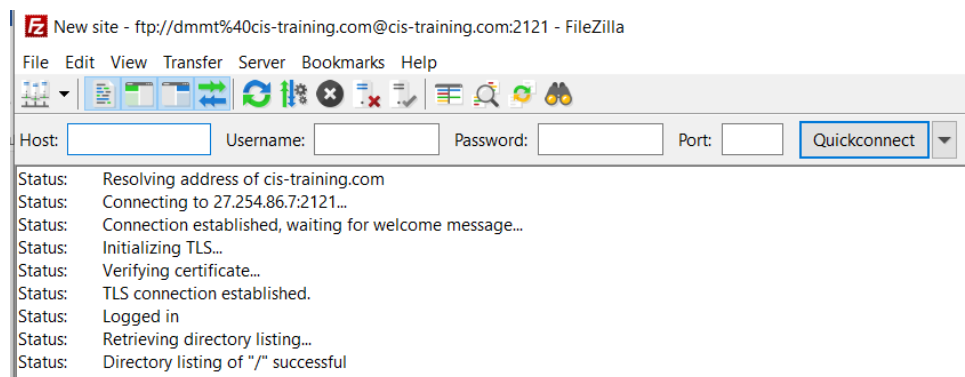 New site - ftp://dmmt%40cis-training.com@cis-training.com:2121 - FileZilla
File Edit View Transfer Server Bookmarks Help
Host: Username: Password: Port: Quickconnect
Status: Resolving address of cis-training.com
Status: Connecting to 27.254.86.7:2121...
Status: Connection established, waiting for welcome message...
Status: Initializing TLS...
Status: Verifying certificate...
Status: TLS connection established.
Status: Logged in
Status: Retrieving directory listing...
Status: Directory listing of "/" successful